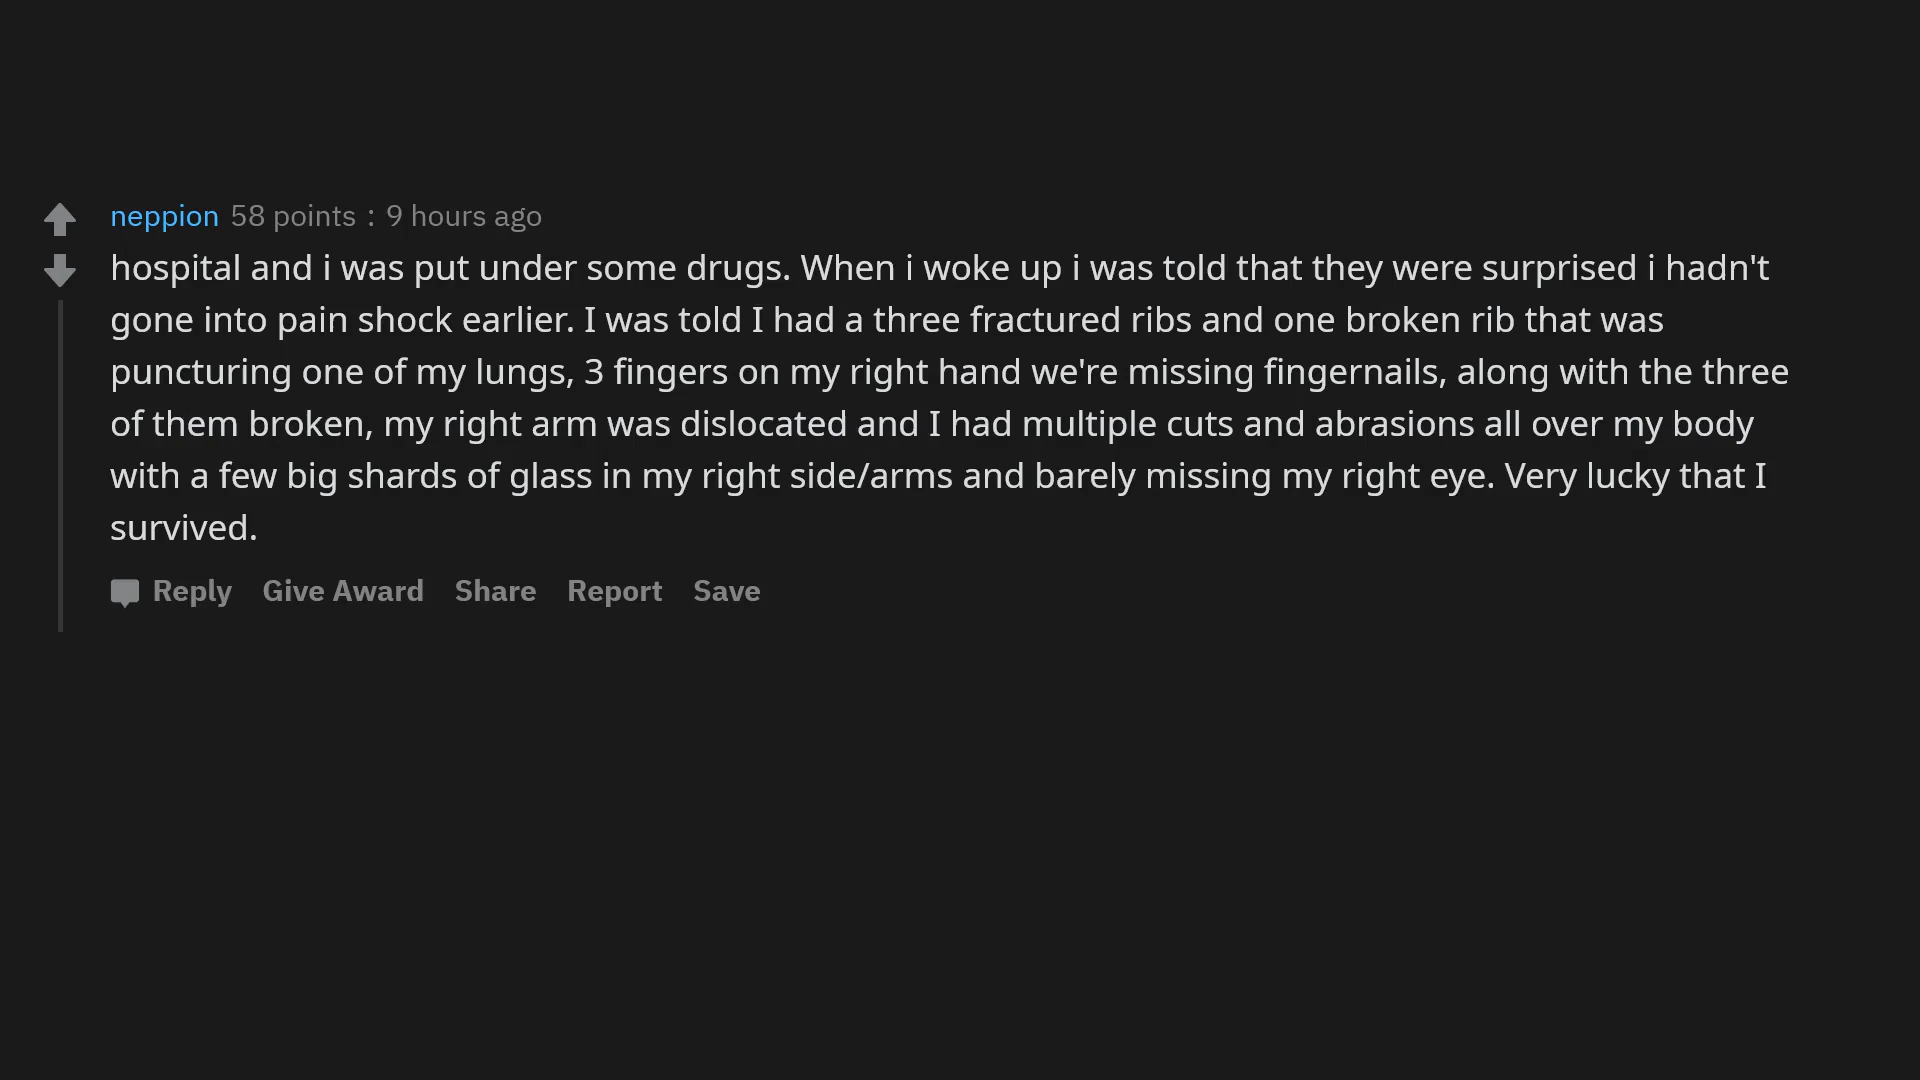 neppion 58 points : 9 hours ago
hospital and i was put under some drugs. When i woke up i was told that they were surprised i hadn't
gone into pain shock earlier. I was told I had a three fractured ribs and one broken rib that was
puncturing one of my lungs, 3 fingers on my right hand we're missing fingernails, along with the three
of them broken, my right arm was dislocated and I had multiple cuts and abrasions all over my body
with a few big shards of glass in my right side/arms and barely missing my right eye. Very lucky that I
survived.
Reply Give Award Share Report Save